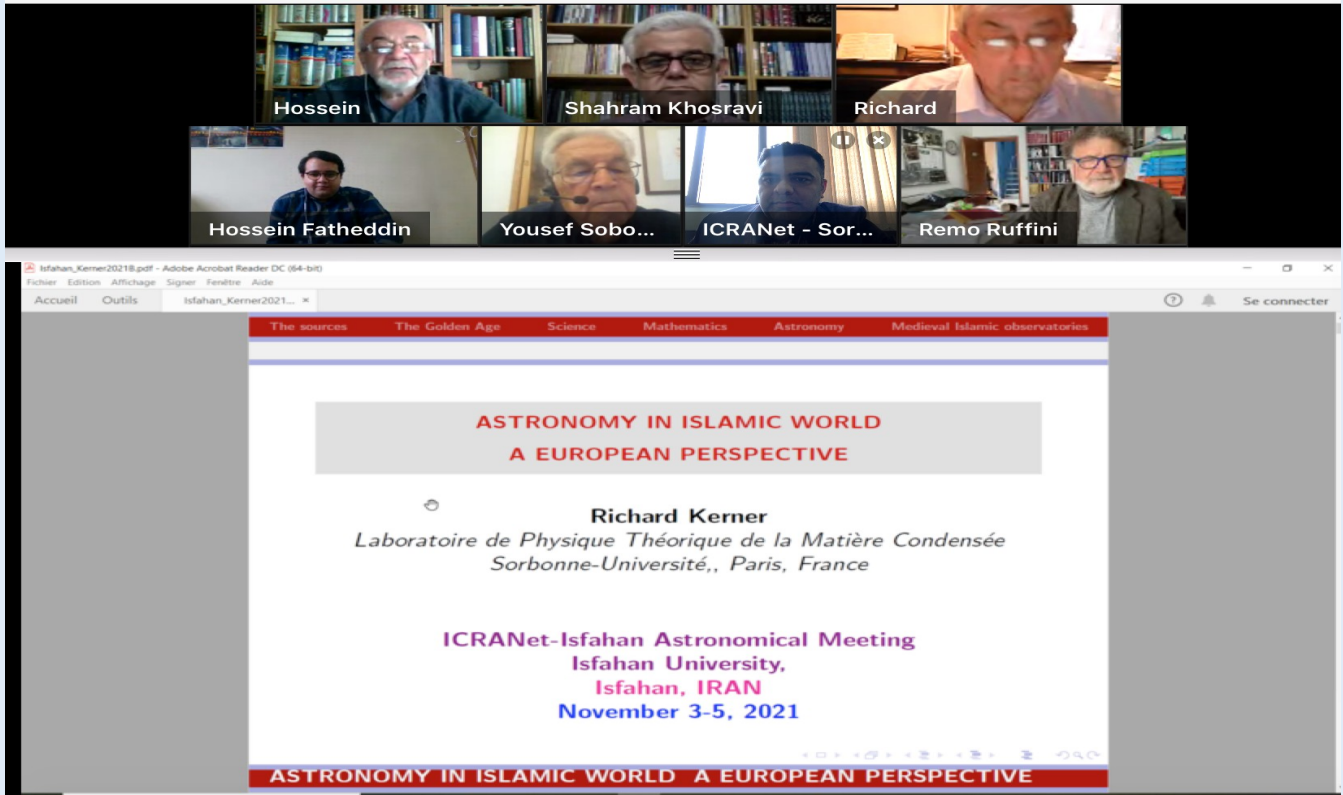 Hossein
Shahram Khosravi
Richard
Hossein Fatheddin
Yousef Sobo...
ICRANet - Sor...
Remo Ruffini
Isfahan_Kerner2021B.pdf - Adobe Acrobat Reader DC (64-bit)
Fichier Edition Affichage Signer Fenêtre Aide
Accueil Outils Isfahan_Kerner2021... × Se connecter
The sources The Golden Age Science Mathematics Astronomy Medieval Islamic observatories
ASTRONOMY IN ISLAMIC WORLD
A EUROPEAN PERSPECTIVE
Richard Kerner
Laboratoire de Physique Théorique de la Matière Condensée
Sorbonne-Université,, Paris, France
ICRANet-Isfahan Astronomical Meeting
Isfahan University,
Isfahan, IRAN
November 3-5, 2021
ASTRONOMY IN ISLAMIC WORLD A EUROPEAN PERSPECTIVE